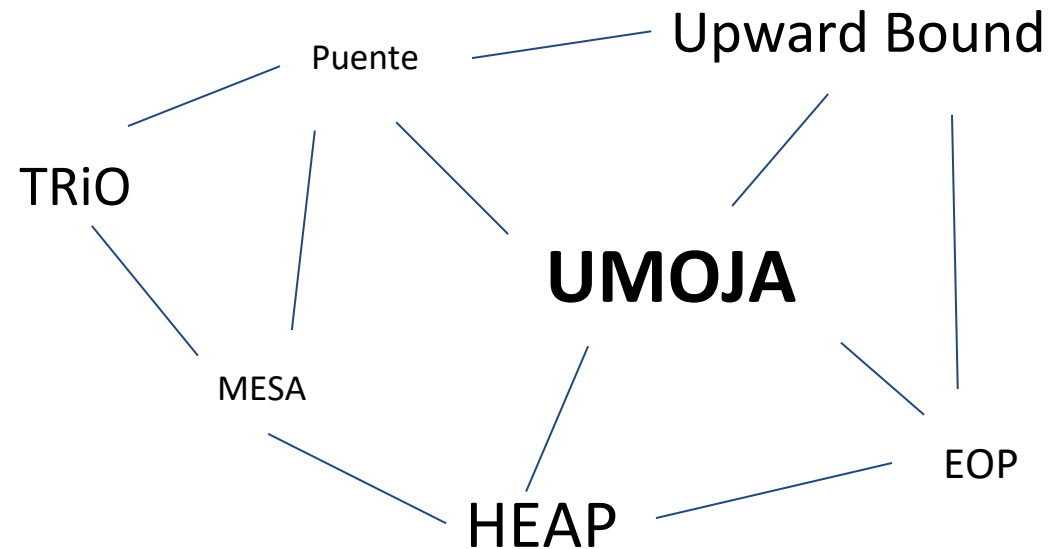 Upward Bound
Puente
TRiO
UMOJA
MESA
EOP
HEAP